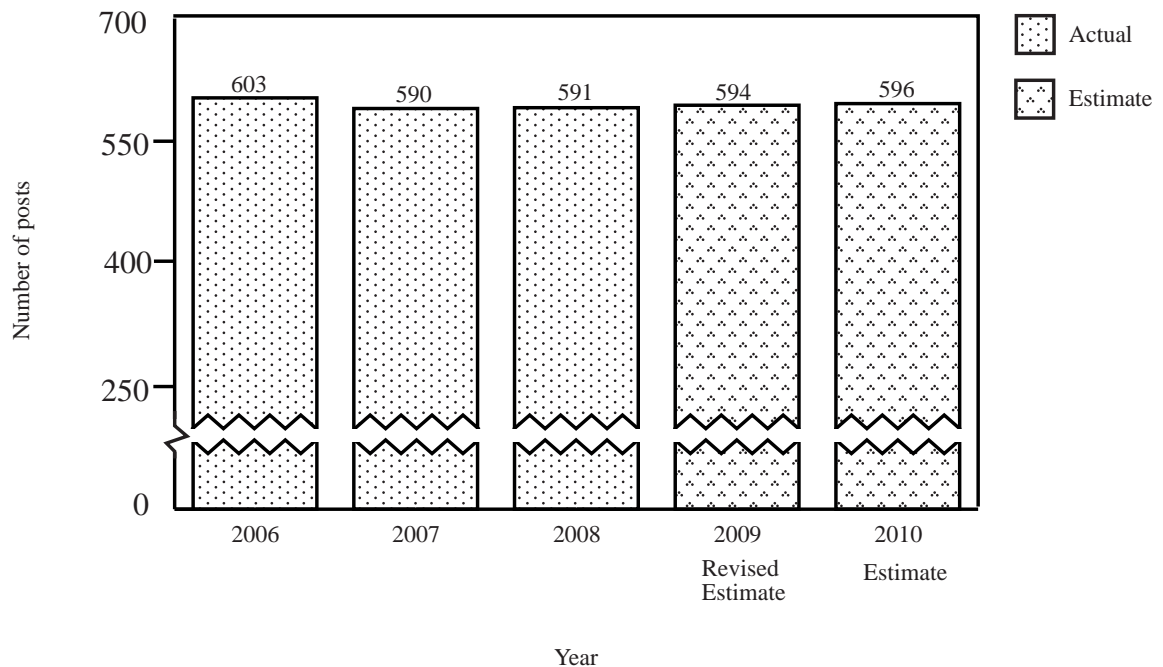 700
550
400
250
0
Number of posts
603
590
591
594
596
2006
2007
2008
2009
2010
Revised
Estimate
Estimate
Year
Actual
Estimate